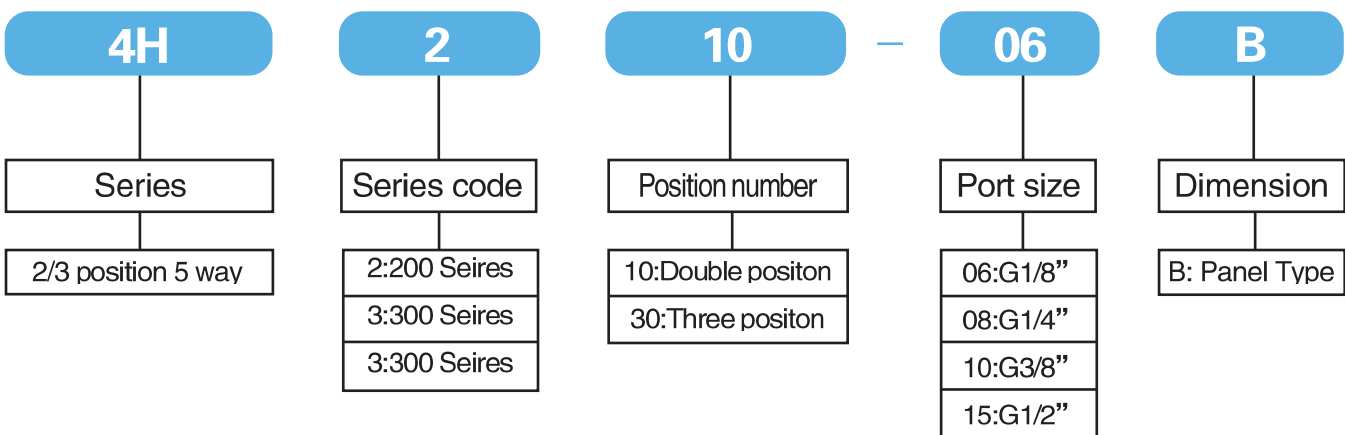 4H 2 10 – 06 B
Series Series code Position number Port size Dimension
2/3 position 5 way 2:200 Seires 10:Double positon 06:G1/8” B: Panel Type
3:300 Seires 30:Three positon 08:G1/4”
3:300 Seires 10:G3/8”
15:G1/2”